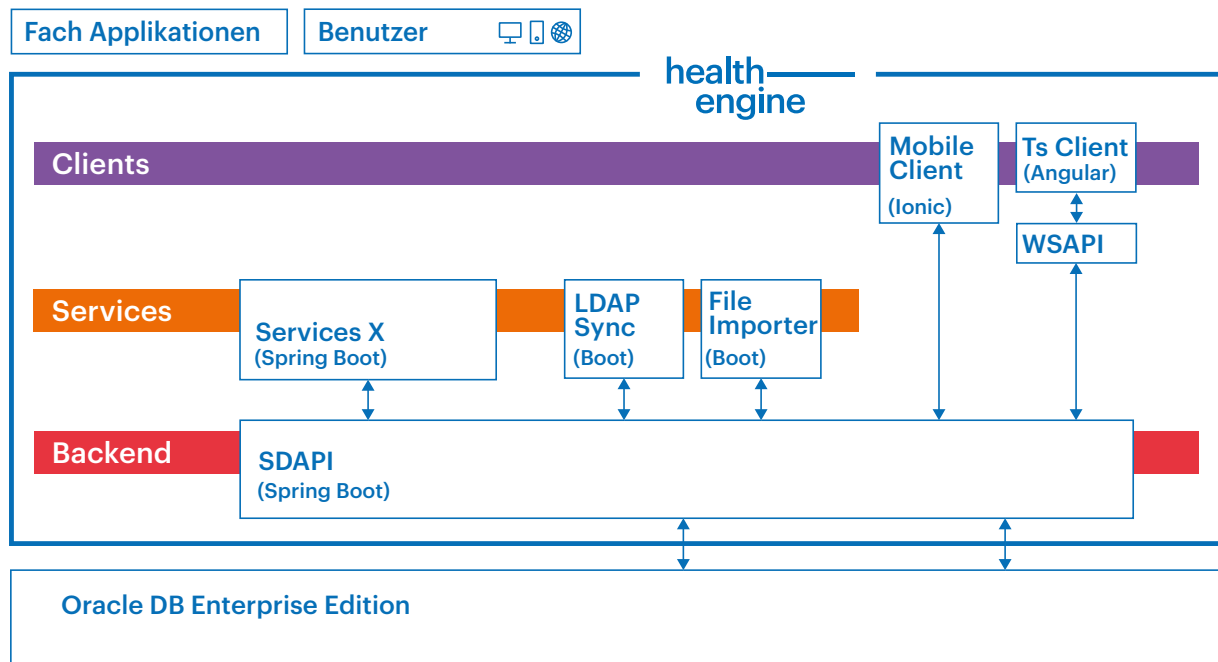 Fach Applikationen
Benutzer
health
engine
Clients
Mobile
Client
(Ionic)
Ts Client
(Angular)
WSAPI
Services
Services X
(Spring Boot)
LDAP
Sync
(Boot)
File
Importer
(Boot)
Backend
SDAPI
(Spring Boot)
Oracle DB Enterprise Edition